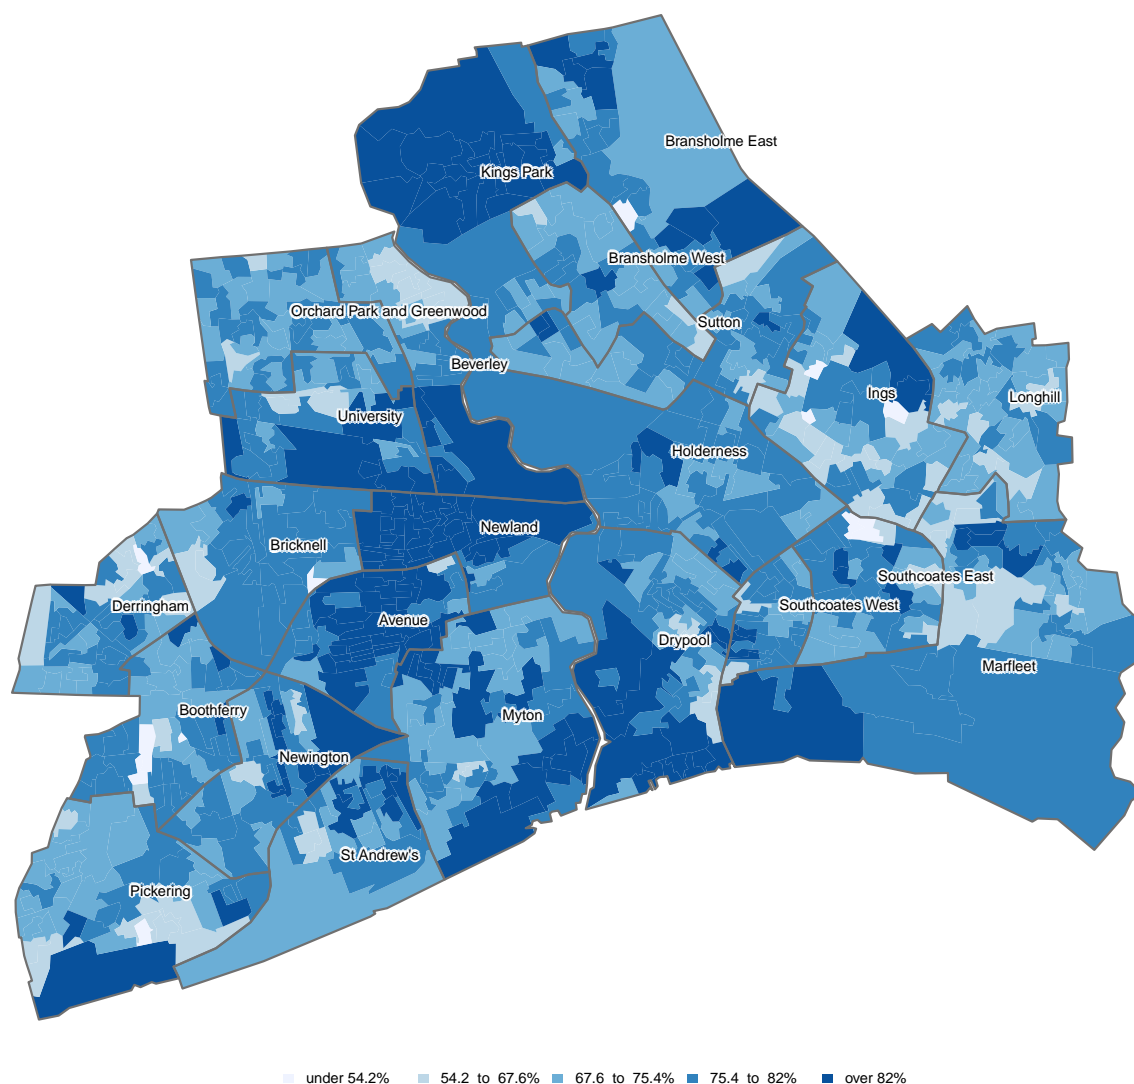 Bransholme East
Kings Park
Bransholme West
Orchard Park and Greenwood
Sutton
Beverley
Ings
Longhill
University
Holderness
Newland
Bricknell
Southcoates East
Derringham
Southcoates West
Avenue
Drypool
Marfleet
Boothferry
Myton
Newington
St Andrew's
Pickering
under 54.2% 54.2 to 67.6% 67.6 to 75.4% 75.4 to 82% over 82%